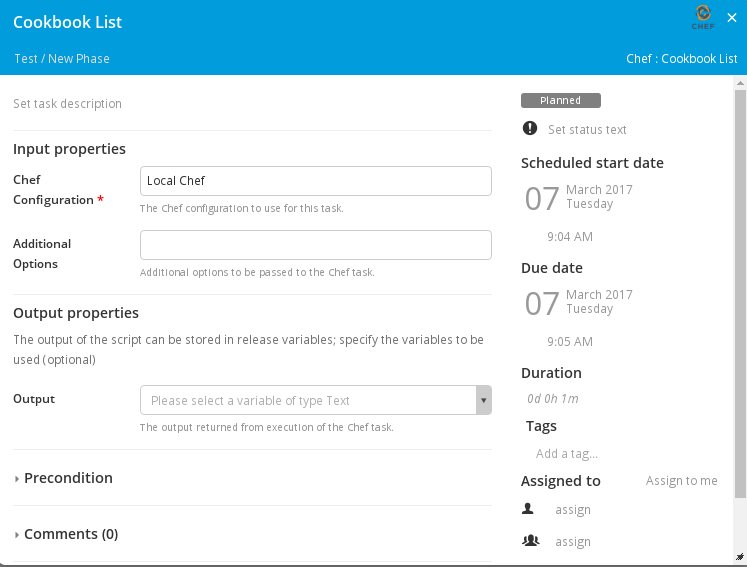 Cookbook List
CHEF
×
Test / New Phase
Chef : Cookbook List
Set task description
Input properties
Chef
Configuration *
Local Chef
The Chef configuration to use for this task.
Additional
Options
Additional options to be passed to the Chef task.
Output properties
The output of the script can be stored in release variables; specify the variables to be
used (optional)
Output
Please select a variable of type Text
The output returned from execution of the Chef task.
Precondition
Comments (0)
Planned
Set status text
Scheduled start date
07
March 2017
Tuesday
9:04 AM
Due date
07
March 2017
Tuesday
9:05 AM
Duration
0d 0h 1m
Tags
Add a tag...
Assigned to
Assign to me
assign
assign